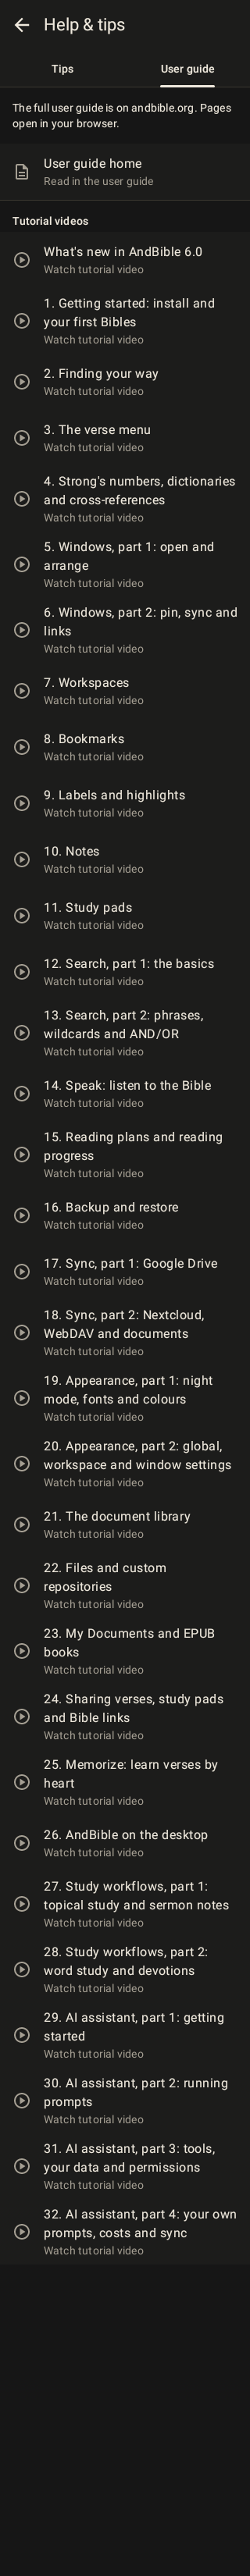 Help & tips
Tips
User guide
The full user guide is on andbible.org. Pages
open in your browser.
User guide home
Read in the user guide
Tutorial videos
What's new in AndBible 6.0
Watch tutorial video
1. Getting started: install and
your first Bibles
Watch tutorial video
2. Finding your way
Watch tutorial video
3. The verse menu
Watch tutorial video
4. Strong's numbers, dictionaries
and cross-references
Watch tutorial video
5. Windows, part 1: open and
arrange
Watch tutorial video
6. Windows, part 2: pin, sync and
links
Watch tutorial video
7. Workspaces
Watch tutorial video
8. Bookmarks
Watch tutorial video
9. Labels and highlights
Watch tutorial video
10. Notes
Watch tutorial video
11. Study pads
Watch tutorial video
12. Search, part 1: the basics
Watch tutorial video
13. Search, part 2: phrases,
wildcards and AND/OR
Watch tutorial video
14. Speak: listen to the Bible
Watch tutorial video
15. Reading plans and reading
progress
Watch tutorial video
16. Backup and restore
Watch tutorial video
17. Sync, part 1: Google Drive
Watch tutorial video
18. Sync, part 2: Nextcloud,
WebDAV and documents
Watch tutorial video
19. Appearance, part 1: night
mode, fonts and colours
Watch tutorial video
20. Appearance, part 2: global,
workspace and window settings
Watch tutorial video
21. The document library
Watch tutorial video
22. Files and custom
repositories
Watch tutorial video
23. My Documents and EPUB
books
Watch tutorial video
24. Sharing verses, study pads
and Bible links
Watch tutorial video
25. Memorize: learn verses by
heart
Watch tutorial video
26. AndBible on the desktop
Watch tutorial video
27. Study workflows, part 1:
topical study and sermon notes
Watch tutorial video
28. Study workflows, part 2:
word study and devotions
Watch tutorial video
29. AI assistant, part 1: getting
started
Watch tutorial video
30. AI assistant, part 2: running
prompts
Watch tutorial video
31. AI assistant, part 3: tools,
your data and permissions
Watch tutorial video
32. AI assistant, part 4: your own
prompts, costs and sync
Watch tutorial video